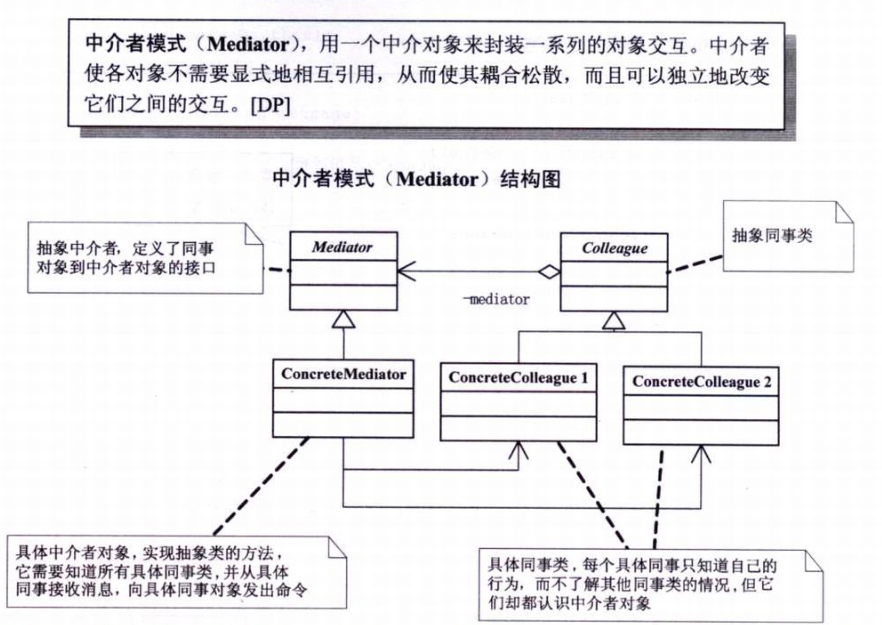 中介者模式（Mediator），用一个中介对象来封装一系列的对象交互。中介者
使各对象不需要显式地相互引用，从而使其耦合松散，而且可以独立地改变
它们之间的交互。[DP]
中介者模式（Mediator）结构图
抽象中介者，定义了同事
对象到中介者对象的接口
Mediator
Colleague
抽象同事类
-mediator
ConcreteMediator
ConcreteColleague 1
ConcreteColleague 2
具体中介者对象，实现抽象类的方法，
它需要知道所有具体同事类，并从具体
同事接收消息，向具体同事对象发出命令
具体同事类，每个具体同事只知道自己的
行为，而不了解其他同事类的情况，但它
们却都认识中介者对象